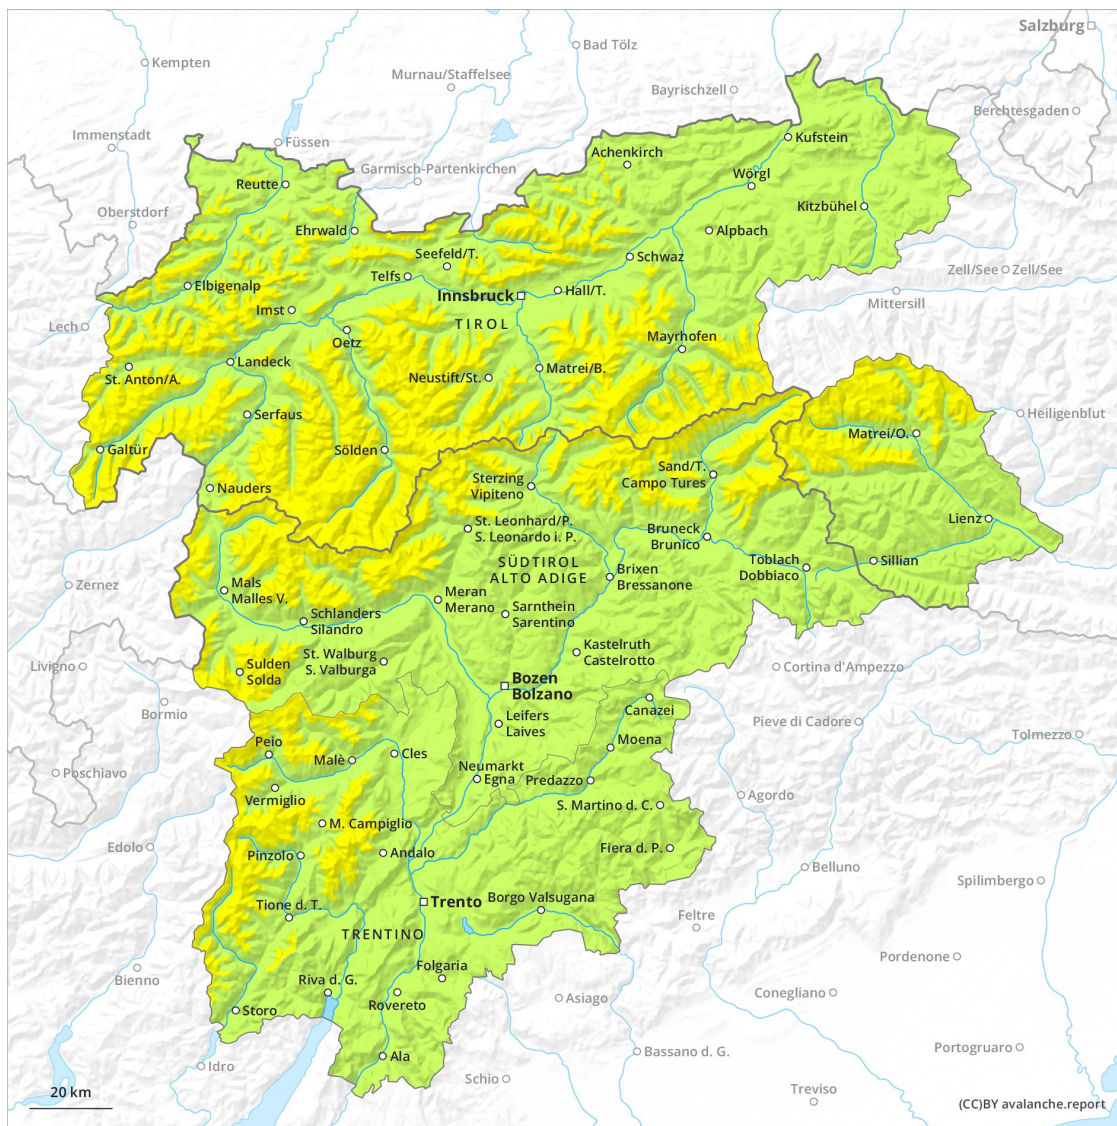 Salzburg
Bad Tölz
Kempten
Murnau/Staffelsee
Bayrischzell
Berchtesgaden
Immenstadt
Füssen
Kufstein
Achenkirch
Garmisch-Partenkirchen
Wörgl
Reutte
Oberstdorf
Kitzbühel
Ehrwald
Alpbach
Seefeld/T.
Schwaz
Telfs
Zell/See
Zell/See
Elbigenalp
Hall/T.
Innsbruck
Mittersill
Imst
TIROL
Lech
Oetz
Mayrhofen
Landeck
Matrei/B.
St. Anton/A.
Neustift/St.
Serfaus
Heiligenblut
Matrei/O.
Galtür
Sölden
Sand/T.
Campo Tures
Sterzing
Vipiteno
Nauders
Lienz
St. Leonhard/P.
S. Leonardo i. P.
Bruneck
Brunico
SÜDTIROL
ALTO ADIGE
Toblach
Dobbiaco
Sillian
Brixen
Bressanone
Zernez
Mals
Malles V.
Meran
Merano
Schlanders
Silandro
Sarnthein
Sarentino
Kastelruth
Castelrotto
St. Walburg
S. Valburga
Livigno
Sulden
Solda
Cortina d'Ampezzo
Bozen
Bolzano
Bormio
Canazei
Leifers
Laives
Pieve di Cadore
Tolmezzo
Peio
Moena
Malè
Cles
Poschiavo
Neumarkt
Egna
Predazzo
Vermiglio
Agordo
S. Martino d. C.
M. Campiglio
Edolo
Pinzolo
Andalo
Fiera d. P.
Belluno
Spilimbergo
Tione d. T.
Trento
Borgo Valsugana
Feltre
TRENTINO
Pordenone
Folgaria
Bienno
Riva d. G.
Rovereto
Asiago
Conegliano
Storo
Portogruaro
Ala
Bassano d. G.
Idro
Schio
Treviso
20 km
(CC)BY avalanche.report